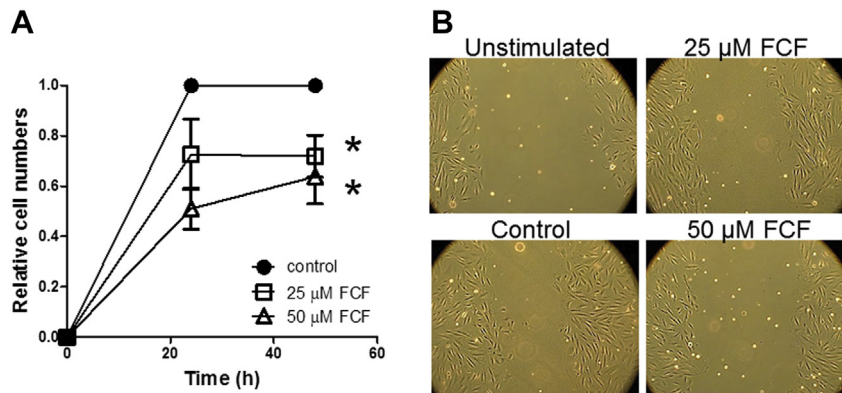 A
Relative cell numbers
1.0
0.8
0.6
0.4
0.2
0.0
0
20
40
60
Time (h)
*
*
control
25 µM FCF
50 µM FCF
B
Unstimulated
25 µM FCF
Control
50 µM FCF